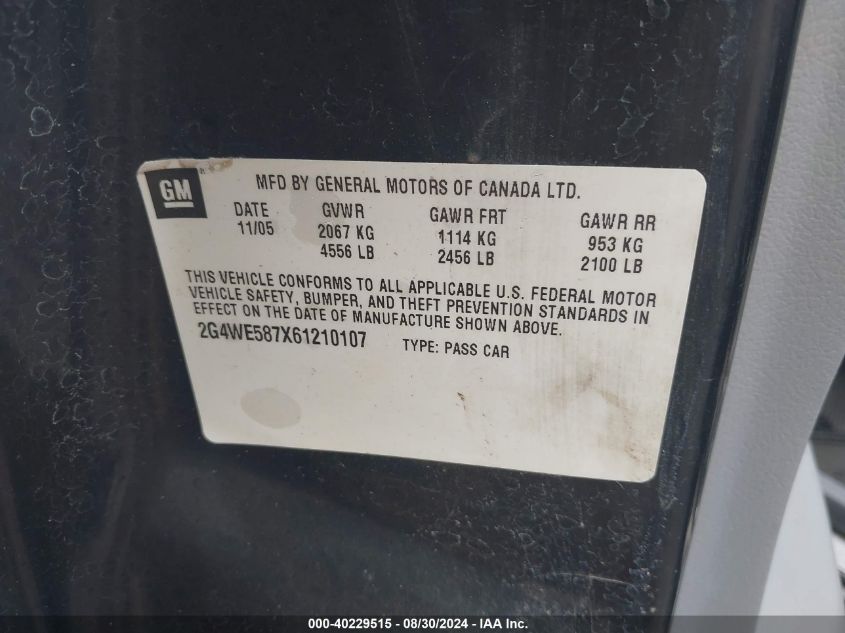 GM
MFD BY GENERAL MOTORS OF CANADA LTD.
DATE GVWR GAWR FRT GAWR RR
11/05 2067 KG 1114 KG 953 KG
4556 LB 2456 LB 2100 LB
THIS VEHICLE CONFORMS TO ALL APPLICABLE U.S. FEDERAL MOTOR
VEHICLE SAFETY, BUMPER, AND THEFT PREVENTION STANDARDS IN
EFFECT ON THE DATE OF MANUFACTURE SHOWN ABOVE.
2G4WE587X61210107 TYPE: PASS CAR
000-40229515 - 08/30/2024 - IAA Inc.